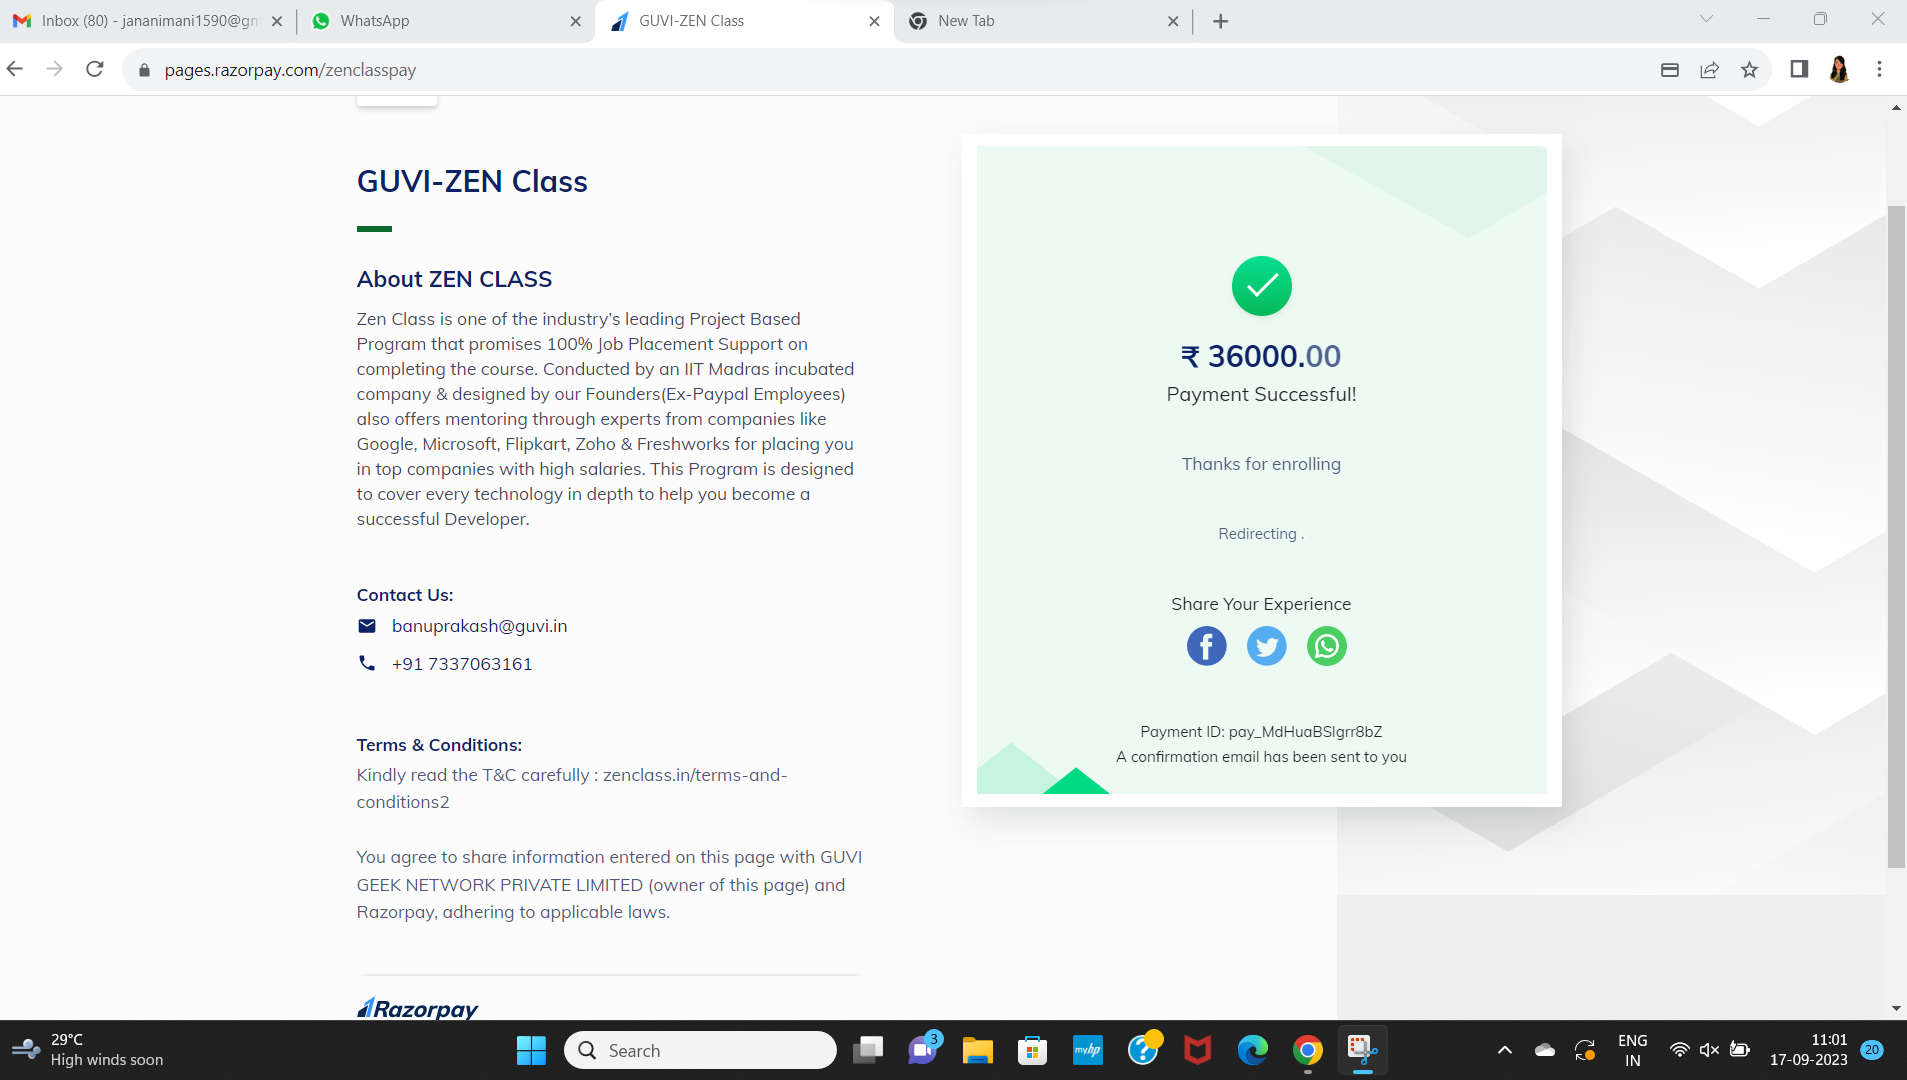 Inbox (80) - jananimani1590@gm
WhatsApp
GUVI-ZEN Class
New Tab
pages.razorpay.com/zenclasspay
GUVI-ZEN Class
About ZEN CLASS
Zen Class is one of the industry’s leading Project Based
Program that promises 100% Job Placement Support on
completing the course. Conducted by an IIT Madras incubated
company & designed by our Founders(Ex-Paypal Employees)
also offers mentoring through experts from companies like
Google, Microsoft, Flipkart, Zoho & Freshworks for placing you
in top companies with high salaries. This Program is designed
to cover every technology in depth to help you become a
successful Developer.
Contact Us:
banuprakash@guvi.in
+91 7337063161
Terms & Conditions:
Kindly read the T&C carefully : zenclass.in/terms-and-
conditions2
You agree to share information entered on this page with GUVI
GEEK NETWORK PRIVATE LIMITED (owner of this page) and
Razorpay, adhering to applicable laws.
Razorpay
₹ 36000.00
Payment Successful!
Thanks for enrolling
Redirecting .
Share Your Experience
Payment ID: pay_MdHuaBSIgrr8bZ
A confirmation email has been sent to you
29°C
High winds soon
Search
3
myhp
ENG
IN
11:01
17-09-2023
20